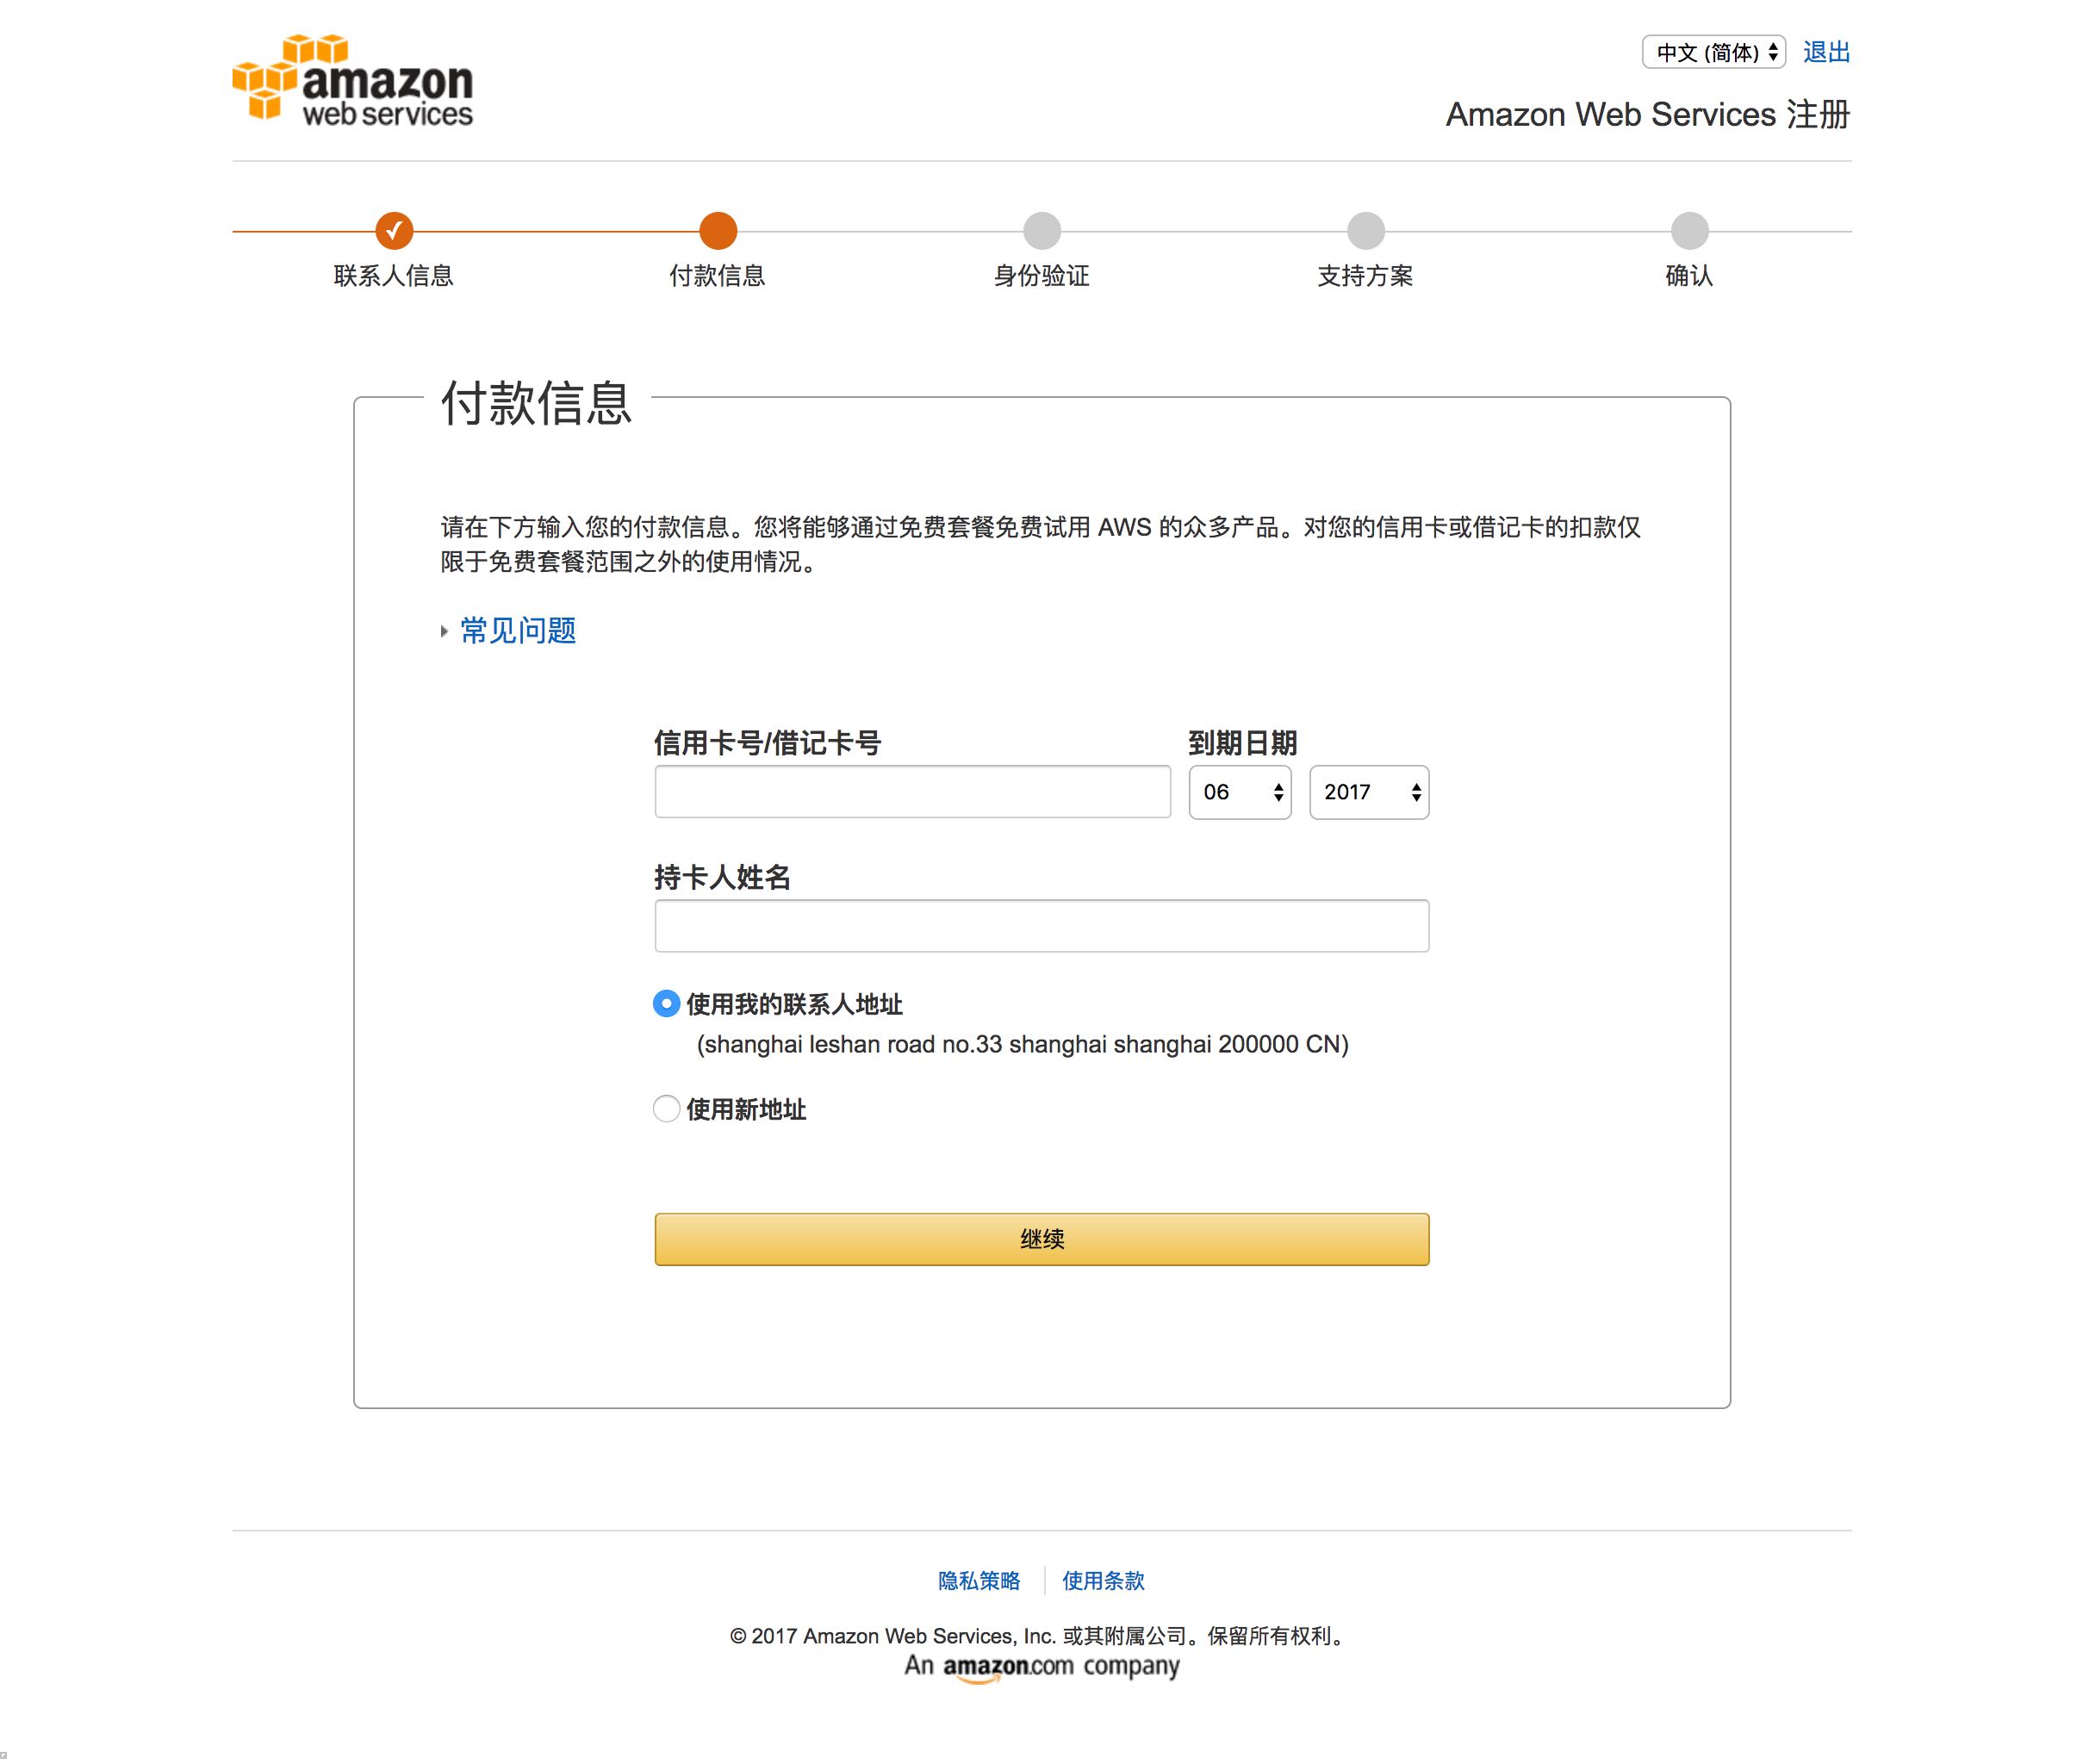 amazon
web services
中文 (简体) 退出
Amazon Web Services 注册
联系人信息 付款信息 身份验证 支持方案 确认
付款信息
请在下方输入您的付款信息。您将能够通过免费套餐免费试用 AWS 的众多产品。对您的信用卡或借记卡的扣款仅
限于免费套餐范围之外的使用情况。
常见问题
信用卡号/借记卡号 到期日期
06 2017
持卡人姓名
使用我的联系人地址
(shanghai leshan road no.33 shanghai shanghai 200000 CN)
使用新地址
继续
隐私策略 使用条款
© 2017 Amazon Web Services, Inc. 或其附属公司。保留所有权利。
An amazon.com company